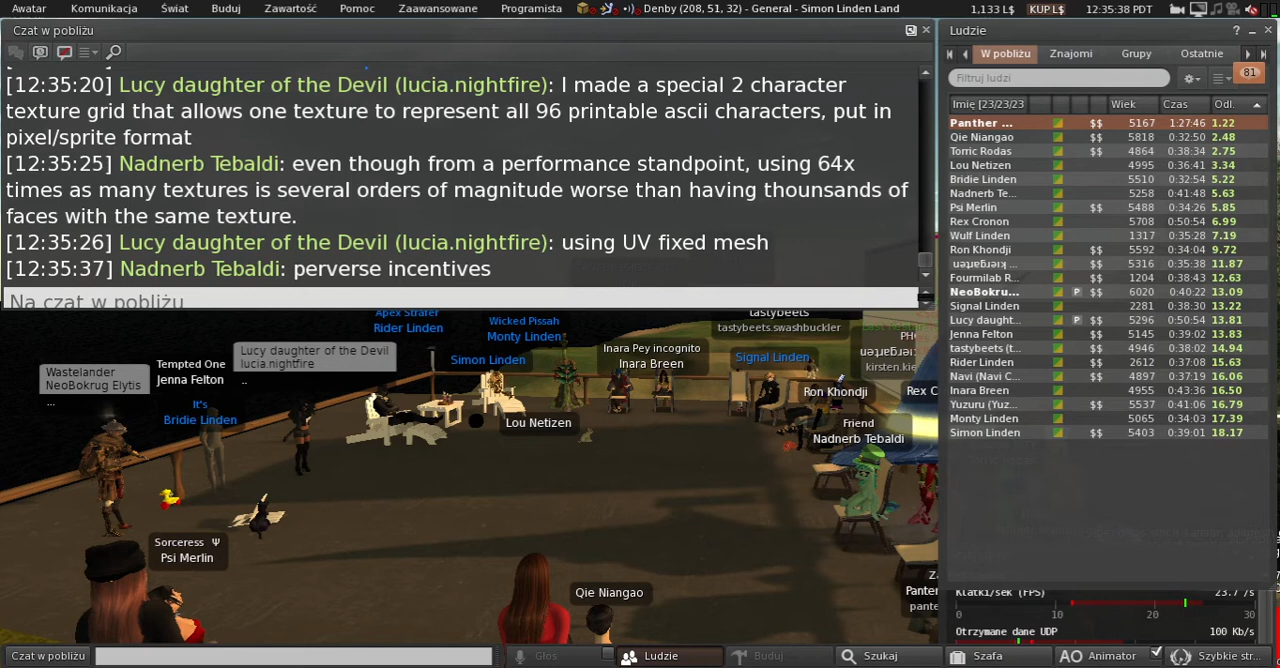 Awatar Komunikacja Świat Buduj Zawartość Pomoc Zaawansowane Programista Denby (208, 51, 32) - General - Simon Linden Land 1,133 L$ KUP L$ 12:35:38 PDT
Czat w pobliżu
[12:35:20] Lucy daughter of the Devil (lucia.nightfire): I made a special 2 character
texture grid that allows one texture to represent all 96 printable ascii characters, put in
pixel/sprite format
[12:35:25] Nadnerb Tebaldi: even though from a performance standpoint, using 64x
times as many textures is several orders of magnitude worse than having thounsands of
faces with the same texture.
[12:35:26] Lucy daughter of the Devil (lucia.nightfire): using UV fixed mesh
[12:35:37] Nadnerb Tebaldi: perverse incentives
Na czat w pobliżu
Apex Strafer
Rider Linden
Wicked Pissah
Monty Linden
Simon Linden
tastybeets
tastybeets.swashbuckler
Inara Pey incognito
Inara Breen
Signal Linden
kirsten.kie
Lucy daughter of the Devil
lucia.nightfire
..
Tempted One
Jenna Felton
Wastelander
NeoBokrug Elytis
...
It's
Bridie Linden
Ron Khondji
Rex C
Lou Netizen
Friend
Nadnerb Tebaldi
Sorceress Ψ
Psi Merlin
Qie Niangao
Panter
pante
Ludzie
W pobliżu Znajomi Grupy Ostatnie
Filtruj ludzi
81
Imię [23/23/23 Wiek Czas Odl.
Panther ... $$ 5167 1:27:46 1.22
Qie Niangao $$ 5818 0:32:50 2.48
Torric Rodas $$ 4864 0:38:34 2.75
Lou Netizen 4995 0:36:41 3.34
Bridie Linden 5510 0:32:54 5.22
Nadnerb Te... 5258 0:41:48 5.63
Psi Merlin $$ 5488 0:34:26 5.85
Rex Cronon 5708 0:50:54 6.99
Wulf Linden 1317 0:35:28 7.19
Ron Khondji $$ 5592 0:34:04 9.72
$$ 5316 0:35:38 11.87
Fourmilab R... $$ 1204 0:38:43 12.63
NeoBokru... P $$ 6020 0:40:22 13.09
Signal Linden 2281 0:38:30 13.22
Lucy daught... P $$ 5296 0:50:54 13.81
Jenna Felton $$ 5145 0:39:02 13.83
tastybeets (t... $$ 4946 0:38:02 14.94
Rider Linden $$ 2612 0:37:08 15.63
Navi (Navi C... $$ 4897 0:37:19 16.06
Inara Breen 4955 0:43:36 16.50
Yuzuru (Yuz... $$ 5537 0:41:06 16.79
Monty Linden 5065 0:34:03 17.39
Simon Linden $$ 5403 0:39:01 18.17
Klatki/sek (FPS) 23.7 /s
0 10 20 30
Otrzymane dane UDP 100 Kb/s
Czat w pobliżu Głos Ludzie Buduj Szukaj Szafa AO Animator Szybkie str...